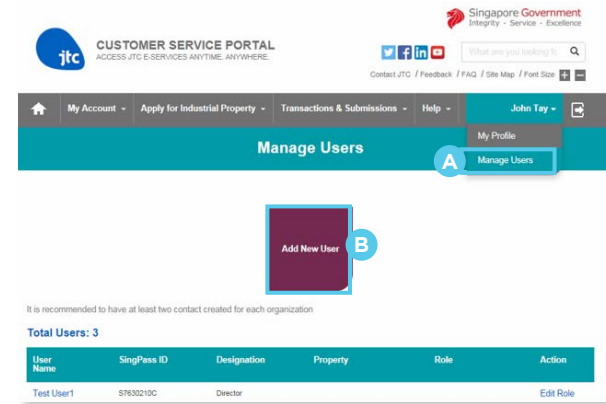 Singapore Government
Integrity - Service - Excellence
jtc
CUSTOMER SERVICE PORTAL
ACCESS JTC E-SERVICES ANYTIME. ANYWHERE.
What are you looking fc
Contact JTC / Feedback / FAQ / Site Map / Font Size + −
My Account Apply for Industrial Property Transactions & Submissions Help John Tay
My Profile
Manage Users
A Manage Users
Add New User B
It is recommended to have at least two contact created for each organization
Total Users: 3
User Name SingPass ID Designation Property Role Action
Test User1 S7630210C Director Edit Role